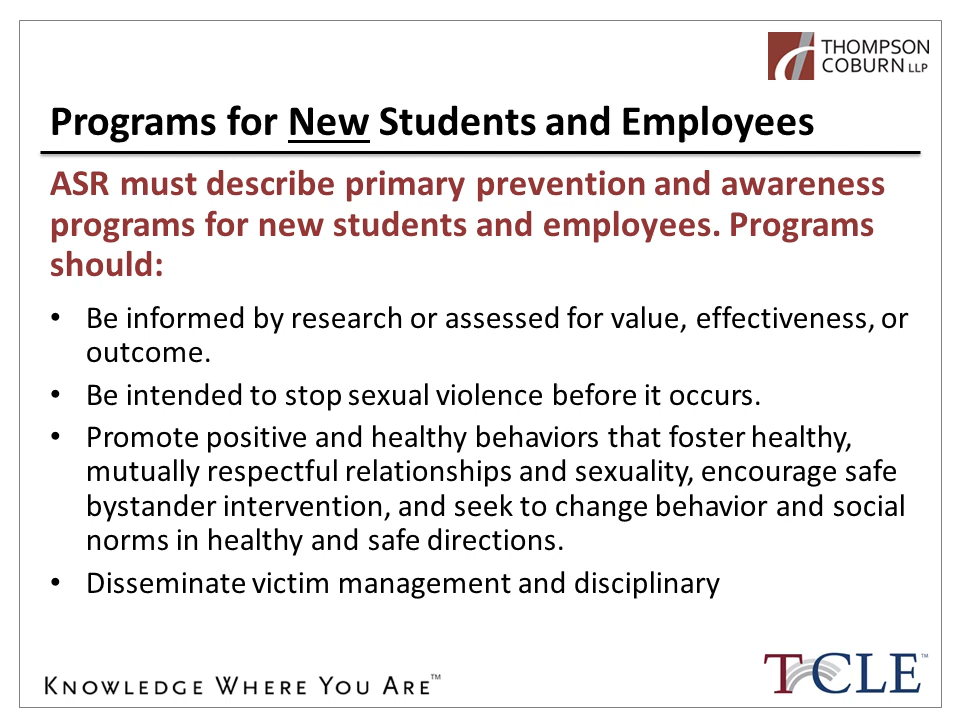 THOMPSON
COBURN LLP
Programs for New Students and Employees
ASR must describe primary prevention and awareness
programs for new students and employees. Programs
should:
• Be informed by research or assessed for value, effectiveness, or
outcome.
• Be intended to stop sexual violence before it occurs.
• Promote positive and healthy behaviors that foster healthy,
mutually respectful relationships and sexuality, encourage safe
bystander intervention, and seek to change behavior and social
norms in healthy and safe directions.
• Disseminate victim management and disciplinary
KNOWLEDGE WHERE YOU ARE™
TCLE™